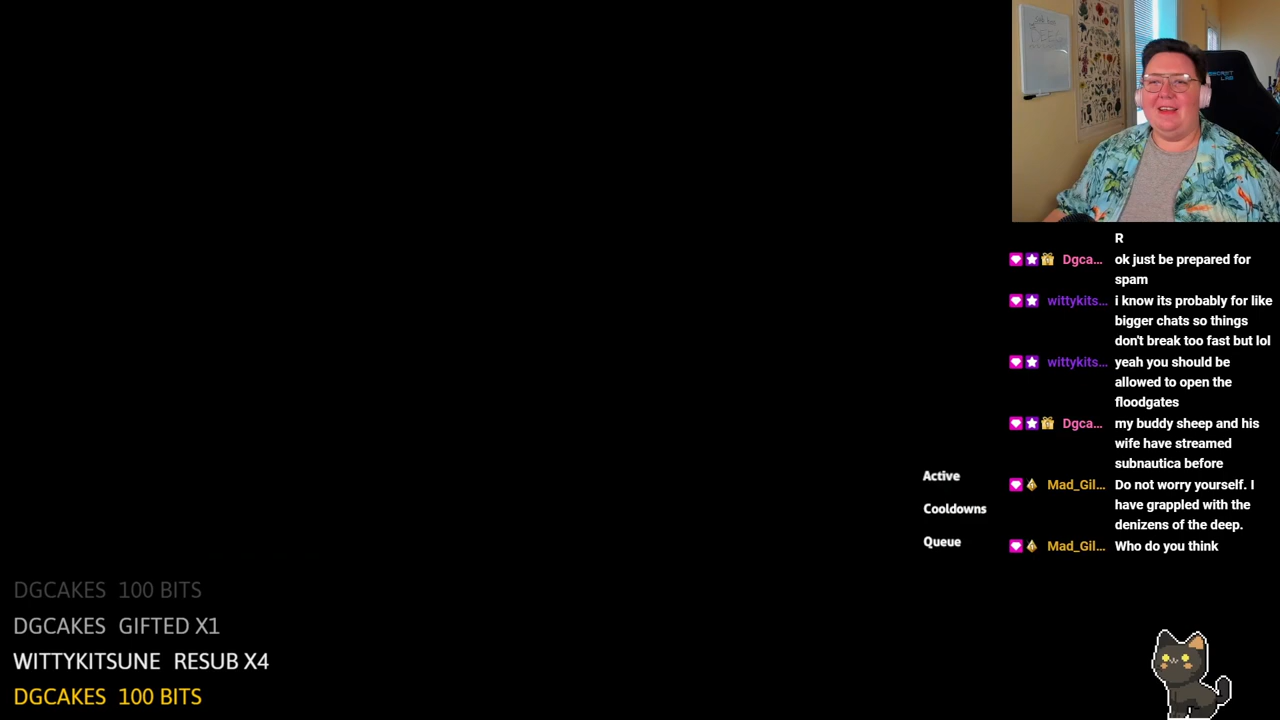 R
Dgca... ok just be prepared for
spam
wittykits... i know its probably for like
bigger chats so things
don't break too fast but lol
wittykits... yeah you should be
allowed to open the
floodgates
Dgca... my buddy sheep and his
wife have streamed
subnautica before
Mad_Gil... Do not worry yourself. I
have grappled with the
denizens of the deep.
Mad_Gil... Who do you think
Active
Cooldowns
Queue
DGCAKES 100 BITS
DGCAKES GIFTED X1
WITTYKITSUNE RESUB X4
DGCAKES 100 BITS